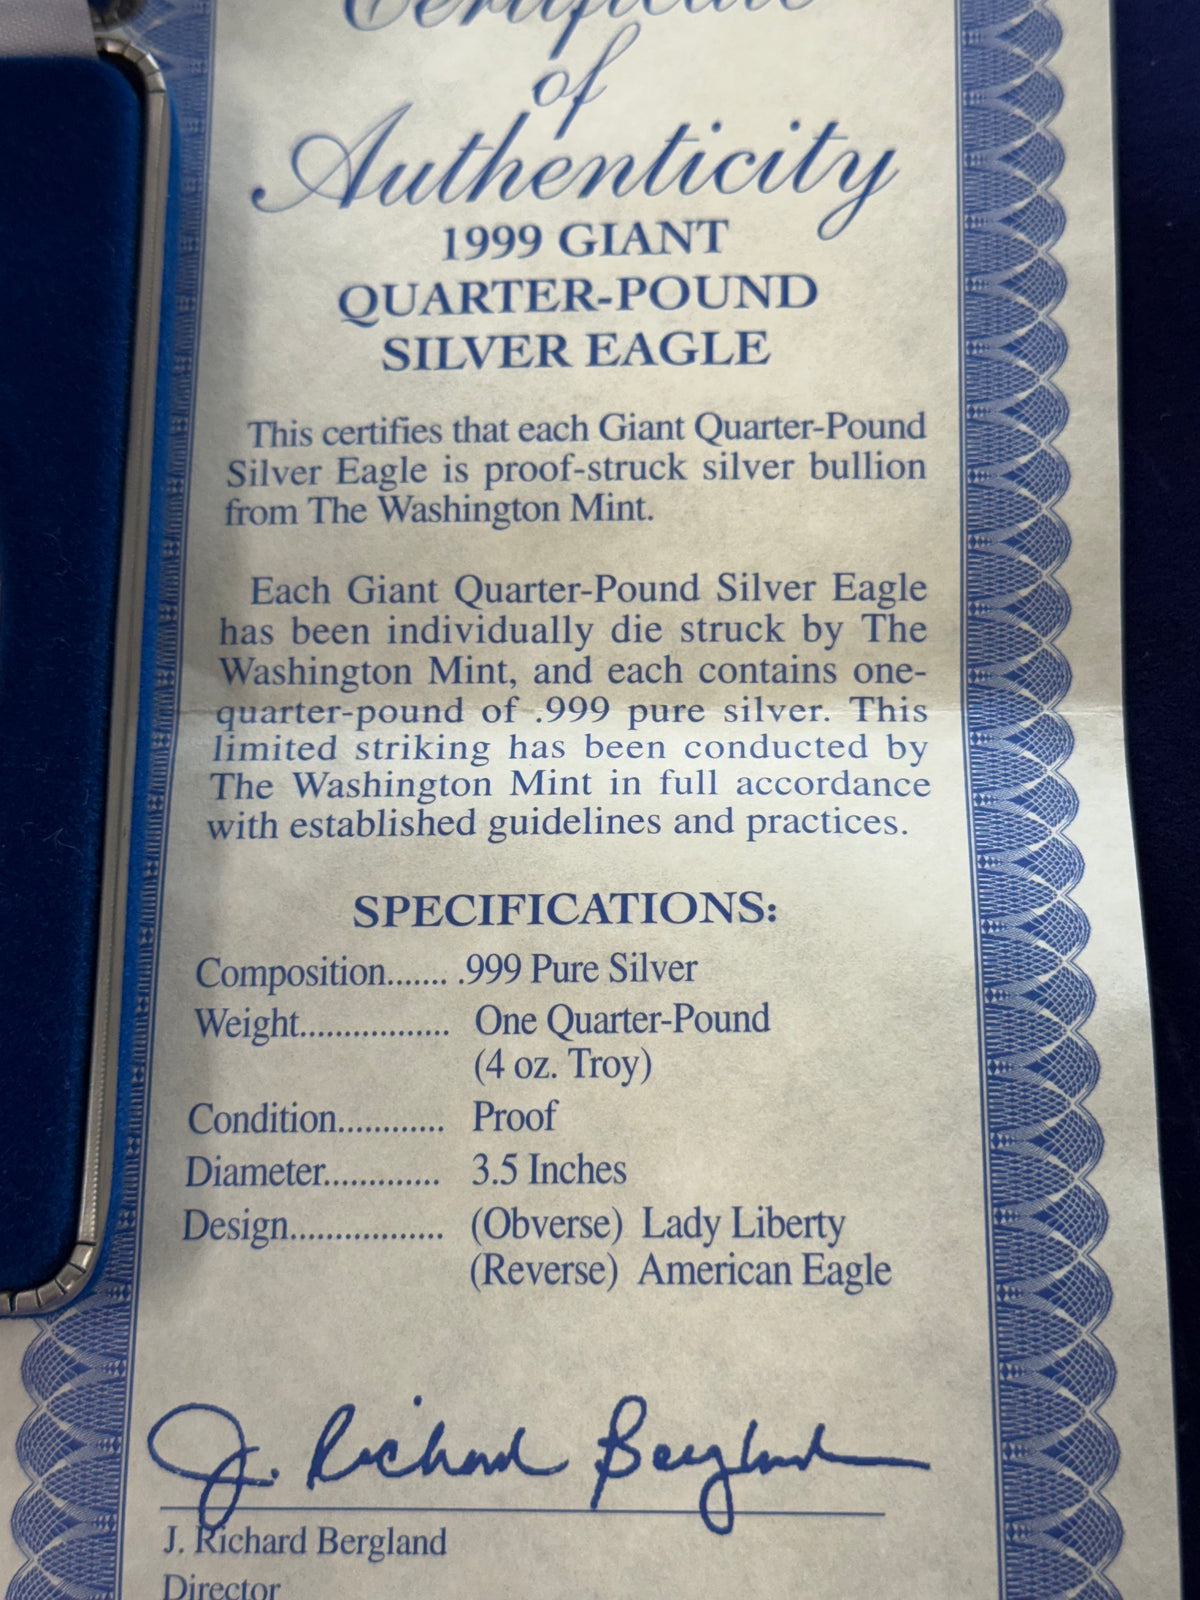 Certificate
of
Authenticity
1999 GIANT
QUARTER-POUND
SILVER EAGLE
This certifies that each Giant Quarter-Pound
Silver Eagle is proof-struck silver bullion
from The Washington Mint.
Each Giant Quarter-Pound Silver Eagle
has been individually die struck by The
Washington Mint, and each contains one-
quarter-pound of .999 pure silver. This
limited striking has been conducted by
The Washington Mint in full accordance
with established guidelines and practices.
SPECIFICATIONS:
Composition....... .999 Pure Silver
Weight................. One Quarter-Pound
(4 oz. Troy)
Condition............ Proof
Diameter............. 3.5 Inches
Design.................. (Obverse) Lady Liberty
(Reverse) American Eagle
J. Richard Bergland
J. Richard Bergland
Director